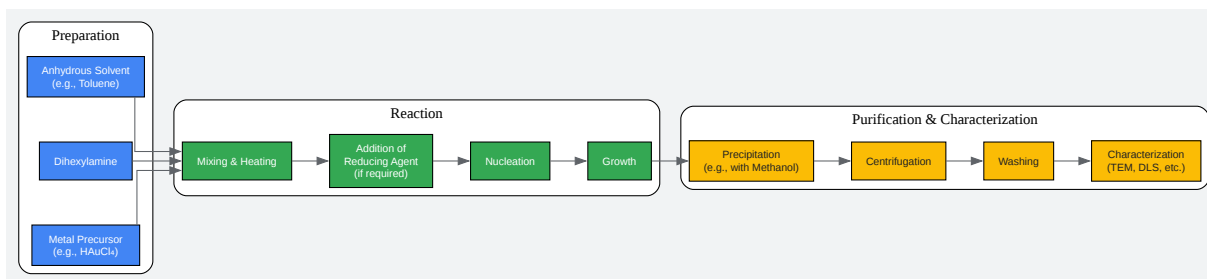 Preparation
Anhydrous Solvent
(e.g., Toluene)
Dihexylamine
Metal Precursor
(e.g., HAuCl₄)
Reaction
Mixing & Heating
Addition of
Reducing Agent
(if required)
Nucleation
Growth
Purification & Characterization
Precipitation
(e.g., with Methanol)
Centrifugation
Washing
Characterization
(TEM, DLS, etc.)